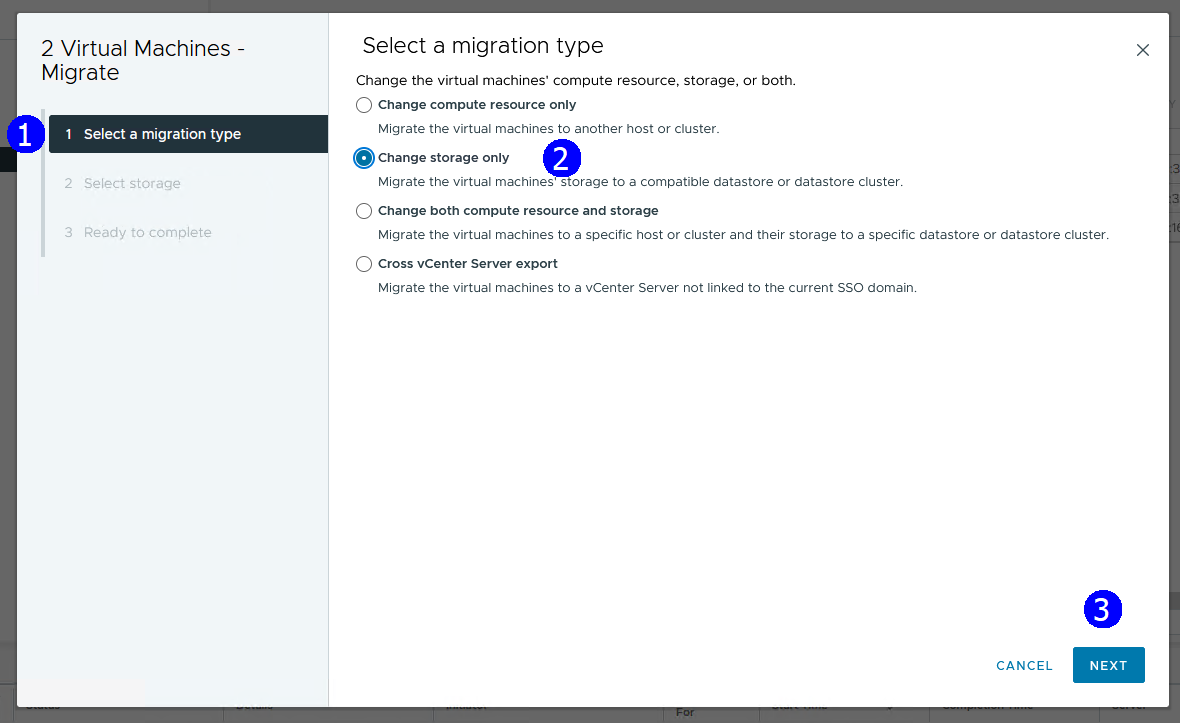 2 Virtual Machines -
Migrate
1
1 Select a migration type
2 Select storage
3 Ready to complete
Select a migration type
Change the virtual machines' compute resource, storage, or both.
Change compute resource only
Migrate the virtual machines to another host or cluster.
Change storage only
2
Migrate the virtual machines' storage to a compatible datastore or datastore cluster.
Change both compute resource and storage
Migrate the virtual machines to a specific host or cluster and their storage to a specific datastore or datastore cluster.
Cross vCenter Server export
Migrate the virtual machines to a vCenter Server not linked to the current SSO domain.
3
CANCEL NEXT
For